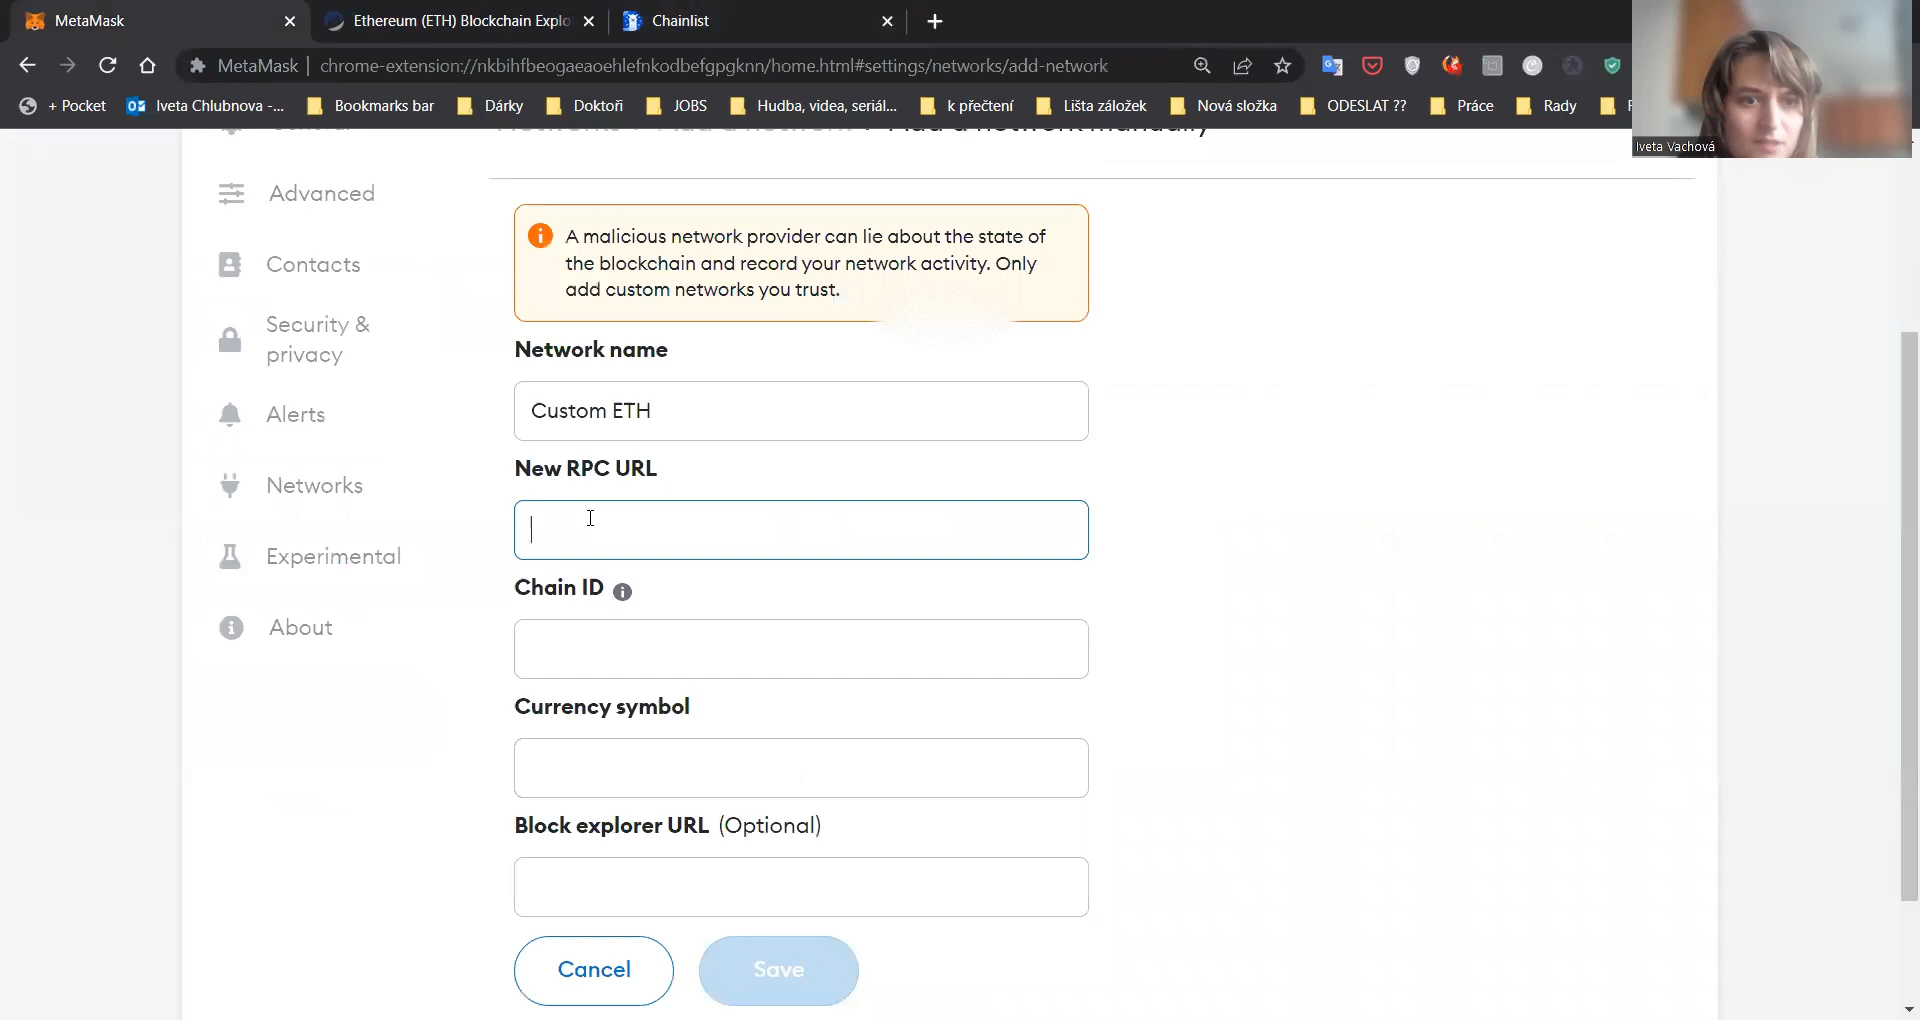 MetaMask
Ethereum (ETH) Blockchain Explo
Chainlist
MetaMask
chrome-extension://nkbihfbeogaeaoehlefnkodbefgpgknn/home.html#settings/networks/add-network
+ Pocket
Iveta Chlubnova -...
Bookmarks bar
Dárky
Doktoři
JOBS
Hudba, videa, seriál...
k přečtení
Lišta záložek
Nová složka
ODESLAT ??
Práce
Rady
Iveta Vachová
Add a network manually
Advanced
Contacts
Security &
privacy
Alerts
Networks
Experimental
About
A malicious network provider can lie about the state of
the blockchain and record your network activity. Only
add custom networks you trust.
Network name
Custom ETH
New RPC URL
Chain ID
Currency symbol
Block explorer URL (Optional)
Cancel
Save